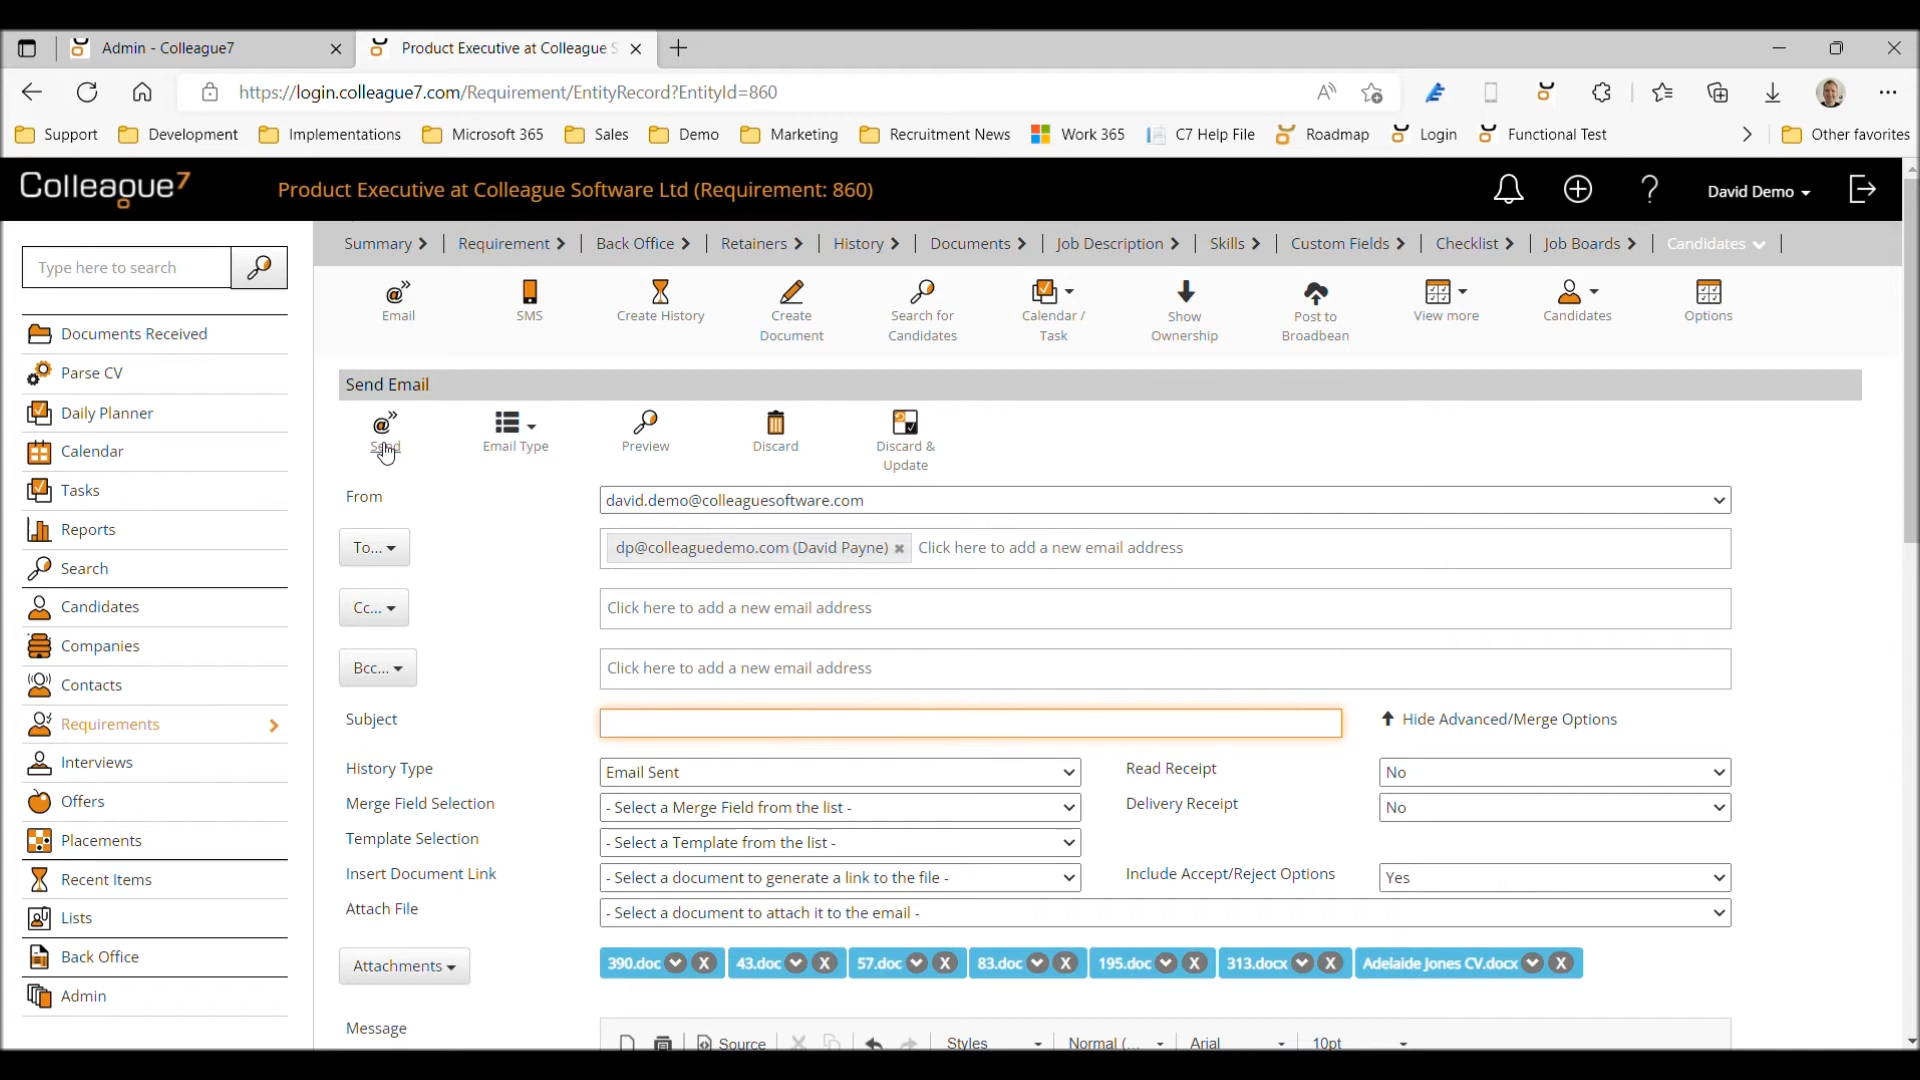 Admin - Colleague7
Product Executive at Colleague S
https://login.colleague7.com/Requirement/EntityRecord?EntityId=860
Support
Development
Implementations
Microsoft 365
Sales
Demo
Marketing
Recruitment News
Work 365
C7 Help File
Roadmap
Login
Functional Test
Other favorites
Colleague7
Product Executive at Colleague Software Ltd (Requirement: 860)
David Demo
Type here to search
Summary
Requirement
Back Office
Retainers
History
Documents
Job Description
Skills
Custom Fields
Checklist
Job Boards
Candidates
Email
SMS
Create History
Create
Document
Search for
Candidates
Calendar /
Task
Show
Ownership
Post to
Broadbean
View more
Candidates
Options
Documents Received
Parse CV
Daily Planner
Calendar
Tasks
Reports
Search
Candidates
Companies
Contacts
Requirements
Interviews
Offers
Placements
Recent Items
Lists
Back Office
Admin
Send Email
Send
Email Type
Preview
Discard
Discard &
Update
From
david.demo@colleaguesoftware.com
To...
dp@colleaguedemo.com (David Payne)
Click here to add a new email address
Cc...
Click here to add a new email address
Bcc...
Click here to add a new email address
Subject
Hide Advanced/Merge Options
History Type
Email Sent
Read Receipt
No
Merge Field Selection
- Select a Merge Field from the list -
Delivery Receipt
No
Template Selection
- Select a Template from the list -
Insert Document Link
- Select a document to generate a link to the file -
Include Accept/Reject Options
Yes
Attach File
- Select a document to attach it to the email -
Attachments
390.doc
43.doc
57.doc
83.doc
195.doc
313.docx
Adelaide Jones CV.docx
Message
Source
Styles
Normal (...
Arial
10pt